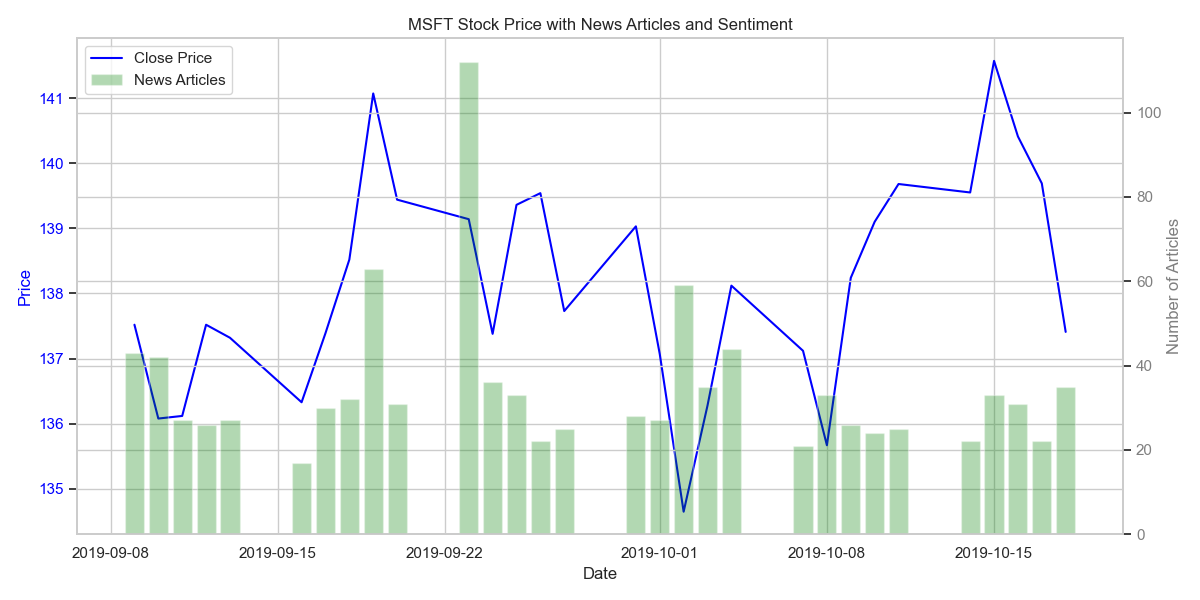 MSFT Stock Price with News Articles and Sentiment
Close Price
News Articles
141
140
139
138
137
136
135
Price
100
80
60
40
20
0
Number of Articles
2019-09-08 2019-09-15 2019-09-22 2019-10-01 2019-10-08 2019-10-15
Date